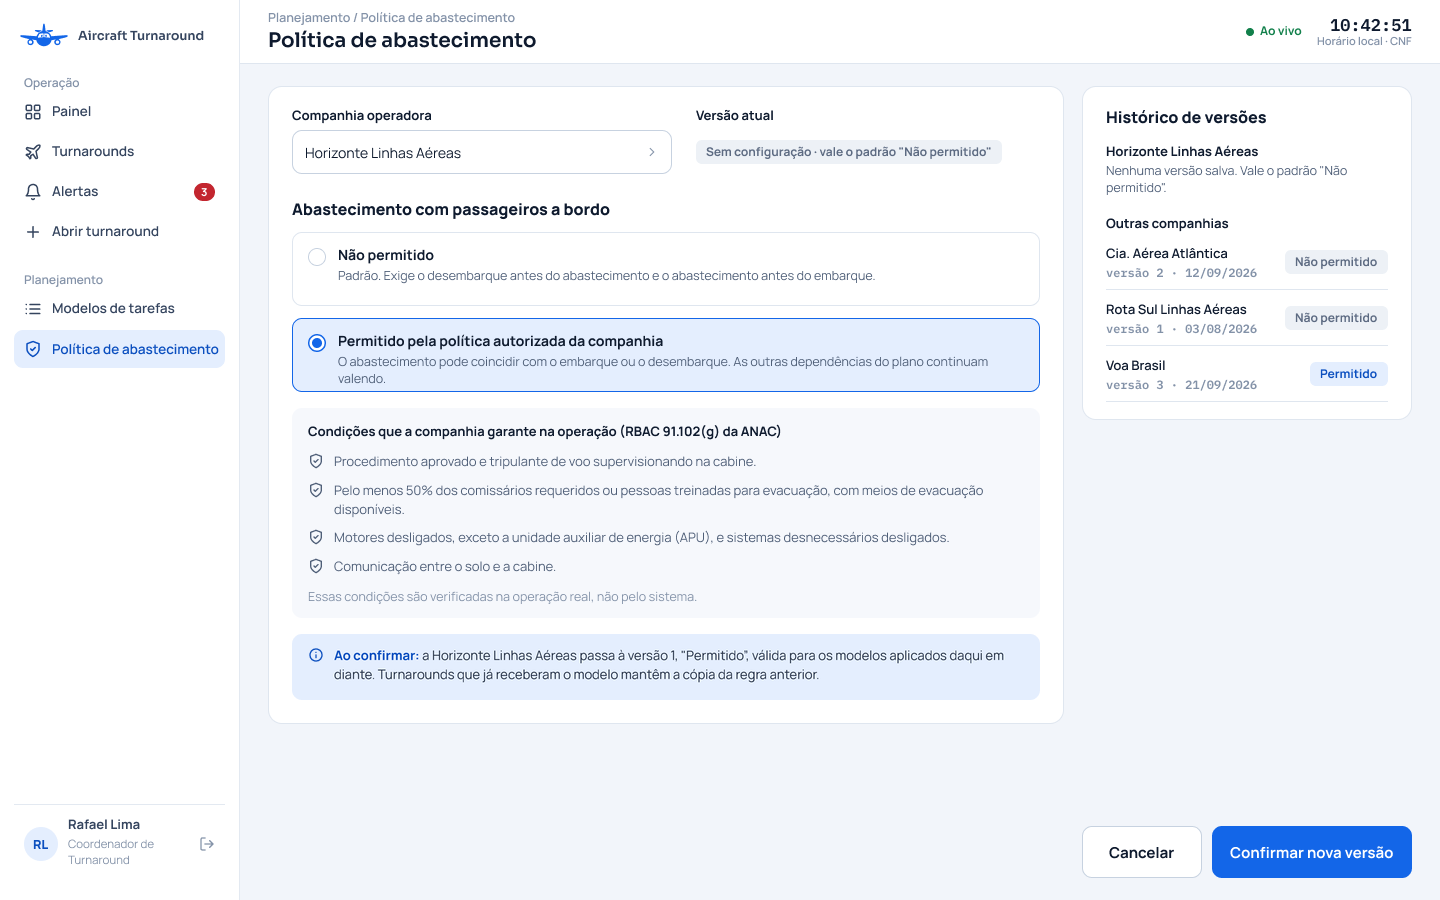 Aircraft Turnaround
Operação
Painel
Turnarounds
Alertas
3
Abrir turnaround
Planejamento
Modelos de tarefas
Política de abastecimento
Rafael Lima
RL
Coordenador de
Turnaround
Planejamento / Política de abastecimento
Política de abastecimento
Ao vivo
10:42:51
Horário local · CNF
Companhia operadora
Horizonte Linhas Aéreas
Versão atual
Sem configuração · vale o padrão "Não permitido"
Abastecimento com passageiros a bordo
Não permitido
Padrão. Exige o desembarque antes do abastecimento e o abastecimento antes do embarque.
Permitido pela política autorizada da companhia
O abastecimento pode coincidir com o embarque ou o desembarque. As outras dependências do plano continuam
valendo.
Condições que a companhia garante na operação (RBAC 91.102(g) da ANAC)
Procedimento aprovado e tripulante de voo supervisionando na cabine.
Pelo menos 50% dos comissários requeridos ou pessoas treinadas para evacuação, com meios de evacuação
disponíveis.
Motores desligados, exceto a unidade auxiliar de energia (APU), e sistemas desnecessários desligados.
Comunicação entre o solo e a cabine.
Essas condições são verificadas na operação real, não pelo sistema.
Ao confirmar: a Horizonte Linhas Aéreas passa à versão 1, "Permitido", válida para os modelos aplicados daqui em
diante. Turnarounds que já receberam o modelo mantêm a cópia da regra anterior.
Histórico de versões
Horizonte Linhas Aéreas
Nenhuma versão salva. Vale o padrão "Não
permitido".
Outras companhias
Cia. Aérea Atlântica
versão 2 · 12/09/2026
Não permitido
Rota Sul Linhas Aéreas
versão 1 · 03/08/2026
Não permitido
Voa Brasil
versão 3 · 21/09/2026
Permitido
Cancelar
Confirmar nova versão